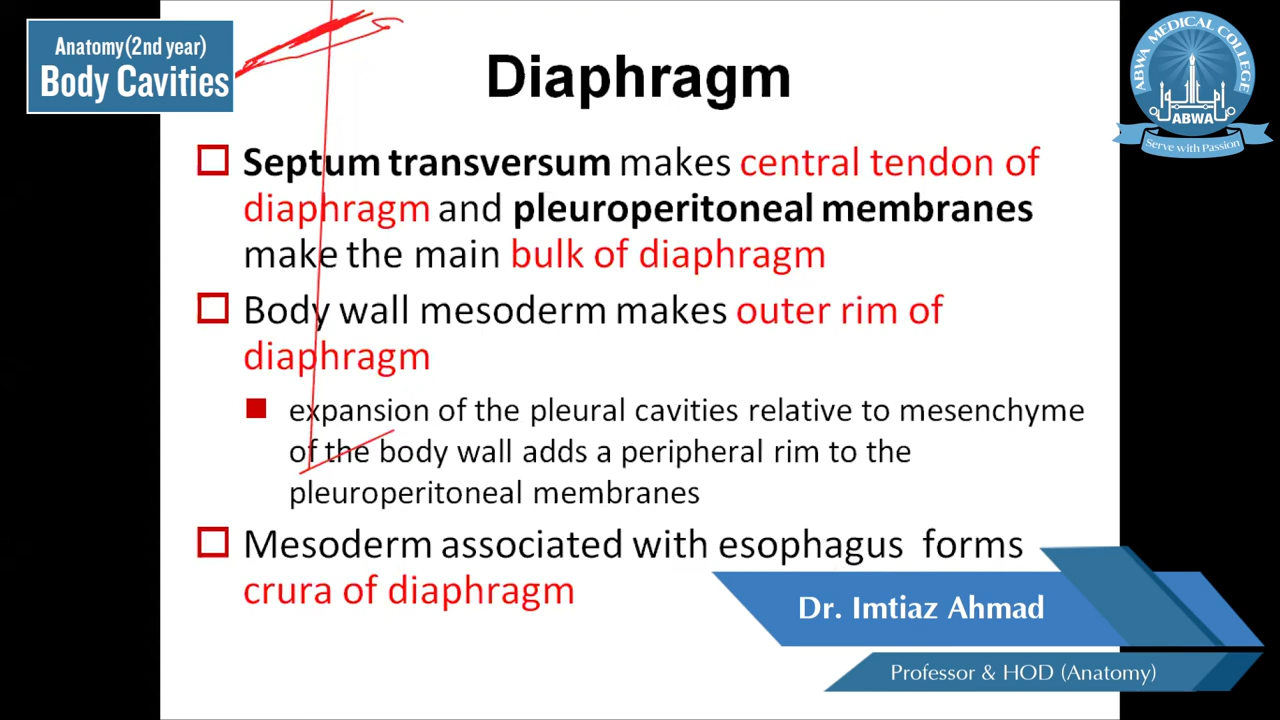 Anatomy(2nd year)
Body Cavities
Diaphragm
Septum transversum makes central tendon of
diaphragm and pleuroperitoneal membranes
make the main bulk of diaphragm
Body wall mesoderm makes outer rim of
diaphragm
expansion of the pleural cavities relative to mesenchyme
of the body wall adds a peripheral rim to the
pleuroperitoneal membranes
Mesoderm associated with esophagus forms
crura of diaphragm
ABWA MEDICAL COLLEGE
ABWA
Serve with Passion
Dr. Imtiaz Ahmad
Professor & HOD (Anatomy)